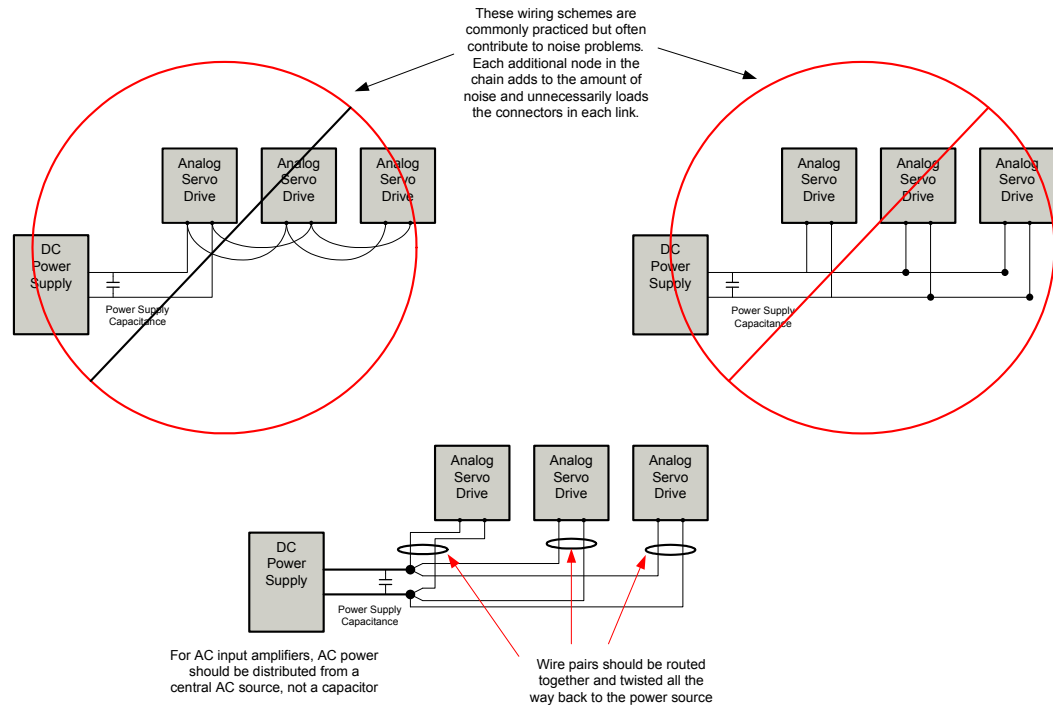 These wiring schemes are
commonly practiced but often
contribute to noise problems.
Each additional node in the
chain adds to the amount of
noise and unnecessarily loads
the connectors in each link.
Analog
Servo
Drive
Analog
Servo
Drive
Analog
Servo
Drive
DC
Power
Supply
Power Supply
Capacitance
Analog
Servo
Drive
Analog
Servo
Drive
Analog
Servo
Drive
DC
Power
Supply
Power Supply
Capacitance
Analog
Servo
Drive
Analog
Servo
Drive
Analog
Servo
Drive
DC
Power
Supply
Power Supply
Capacitance
For AC input amplifiers, AC power
should be distributed from a
central AC source, not a capacitor
Wire pairs should be routed
together and twisted all the
way back to the power source